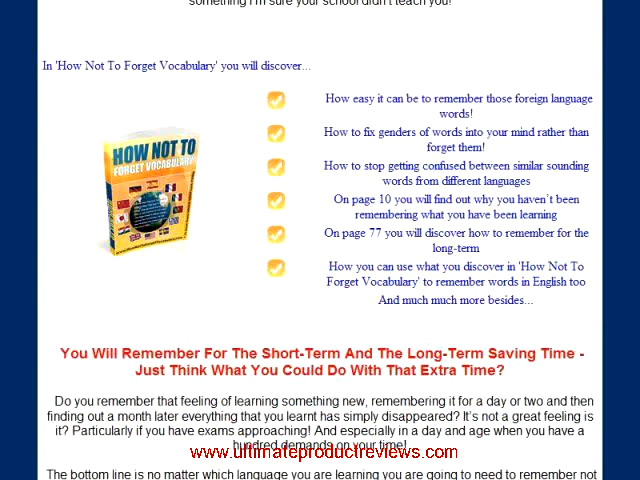 something I'm sure your school didn't teach you!
In 'How Not To Forget Vocabulary' you will discover...
How easy it can be to remember those foreign language
words!
How to fix genders of words into your mind rather than
forget them!
How to stop getting confused between similar sounding
words from different languages
On page 10 you will find out why you haven't been
remembering what you have been learning
On page 77 you will discover how to remember for the
long-term
How you can use what you discover in 'How Not To
Forget Vocabulary' to remember words in English too
And much much more besides...
HOW NOT TO
FORGET VOCABULARY
You Will Remember For The Short-Term And The Long-Term Saving Time -
Just Think What You Could Do With That Extra Time?
Do you remember that feeling of learning something new, remembering it for a day or two and then
finding out a month later everything that you learnt has simply disappeared? It's not a great feeling is
it? Particularly if you have exams approaching! And especially in a day and age when you have a
hundred demands on your time!
www.ultimateproductreviews.com
The bottom line is no matter which language you are learning you are going to need to remember not